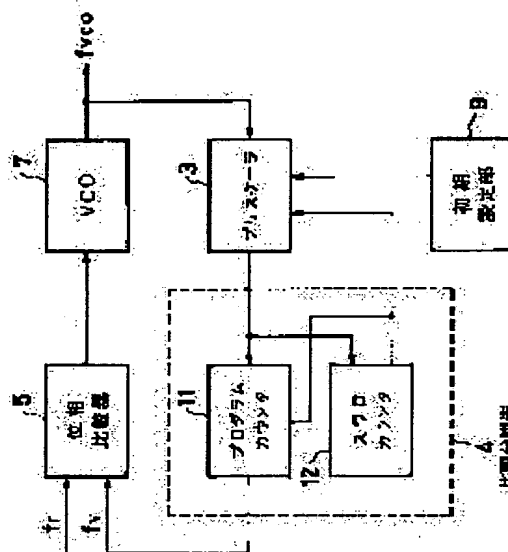 fvco
7
VCO
3
プリスケーラ
9
初期
設定部
5
位相
比較器
fr
fv
11
プログラム
カウンタ
12
スワロ
カウンタ
4